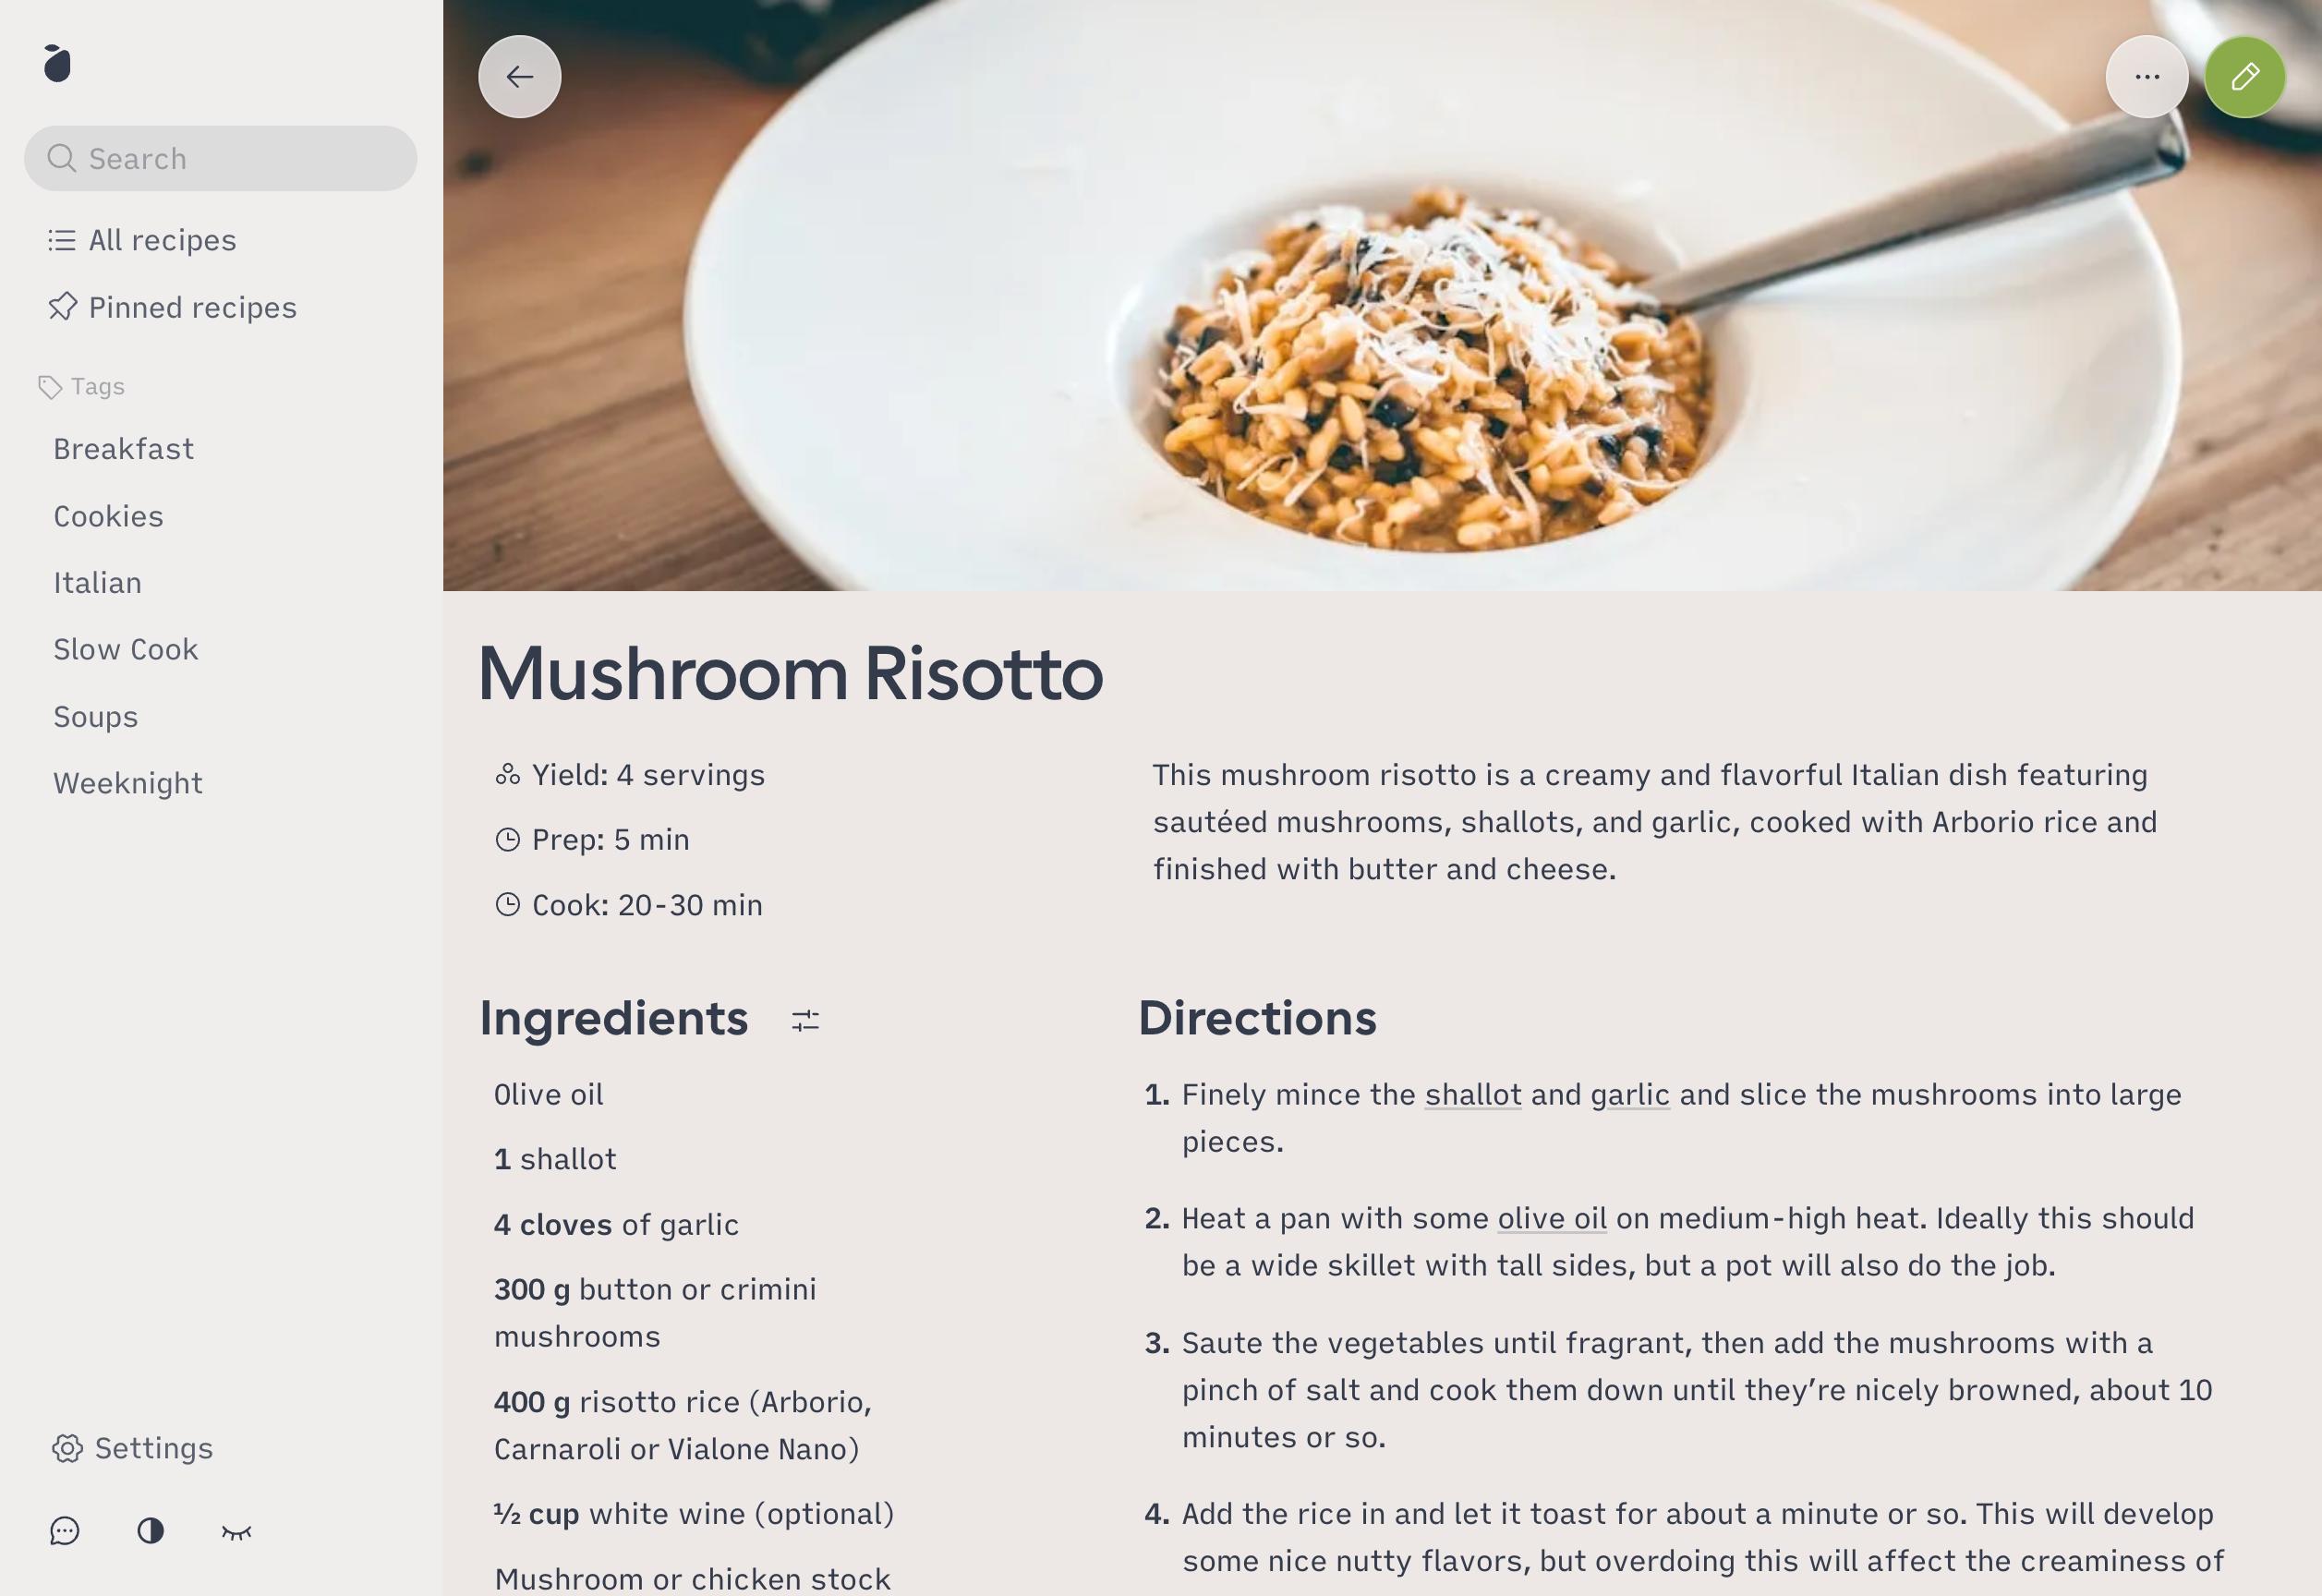 Search
All recipes
Pinned recipes
Tags
Breakfast
Cookies
Italian
Slow Cook
Soups
Weeknight
Settings
Mushroom Risotto
Yield: 4 servings
Prep: 5 min
Cook: 20-30 min
This mushroom risotto is a creamy and flavorful Italian dish featuring
sautéed mushrooms, shallots, and garlic, cooked with Arborio rice and
finished with butter and cheese.
Ingredients
Olive oil
1 shallot
4 cloves of garlic
300 g button or crimini
mushrooms
400 g risotto rice (Arborio,
Carnaroli or Vialone Nano)
½ cup white wine (optional)
Mushroom or chicken stock
Directions
1. Finely mince the shallot and garlic and slice the mushrooms into large
pieces.
2. Heat a pan with some olive oil on medium-high heat. Ideally this should
be a wide skillet with tall sides, but a pot will also do the job.
3. Saute the vegetables until fragrant, then add the mushrooms with a
pinch of salt and cook them down until they’re nicely browned, about 10
minutes or so.
4. Add the rice in and let it toast for about a minute or so. This will develop
some nice nutty flavors, but overdoing this will affect the creaminess of